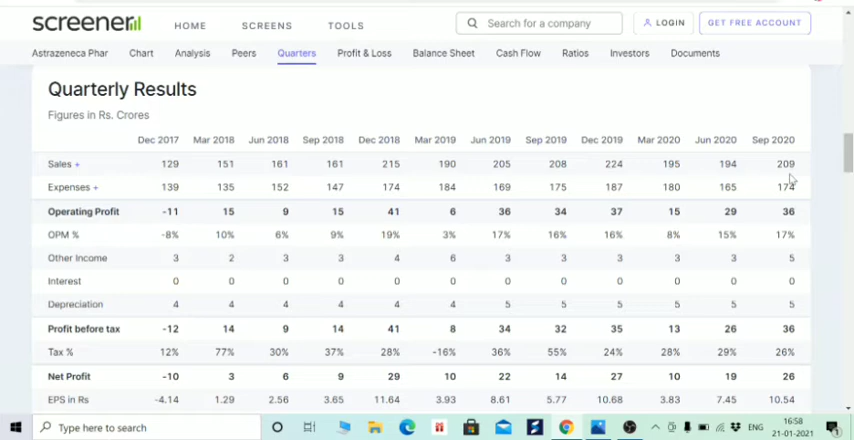 screener
HOME SCREENS TOOLS
Search for a company
LOGIN
GET FREE ACCOUNT
Astrazeneca Phar Chart Analysis Peers Quarters Profit & Loss Balance Sheet Cash Flow Ratios Investors Documents
Quarterly Results
Figures in Rs. Crores
Dec 2017 Mar 2018 Jun 2018 Sep 2018 Dec 2018 Mar 2019 Jun 2019 Sep 2019 Dec 2019 Mar 2020 Jun 2020 Sep 2020
Sales + 129 151 161 161 215 190 205 208 224 195 194 209
Expenses + 139 135 152 147 174 184 169 175 187 180 165 174
Operating Profit -11 15 9 15 41 6 36 34 37 15 29 36
OPM % -8% 10% 6% 9% 19% 3% 17% 16% 16% 8% 15% 17%
Other Income 3 2 3 3 4 6 3 3 3 3 3 5
Interest 0 0 0 0 0 0 0 0 0 0 0 0
Depreciation 4 4 4 4 4 4 5 5 5 5 5 5
Profit before tax -12 14 9 14 41 8 34 32 35 13 26 36
Tax % 12% 77% 30% 37% 28% -16% 36% 55% 24% 28% 29% 26%
Net Profit -10 3 6 9 29 10 22 14 27 10 19 26
EPS in Rs -4.14 1.29 2.56 3.65 11.64 3.93 8.61 5.77 10.68 3.83 7.45 10.54
Type here to search
ENG
16:58
21-01-2021